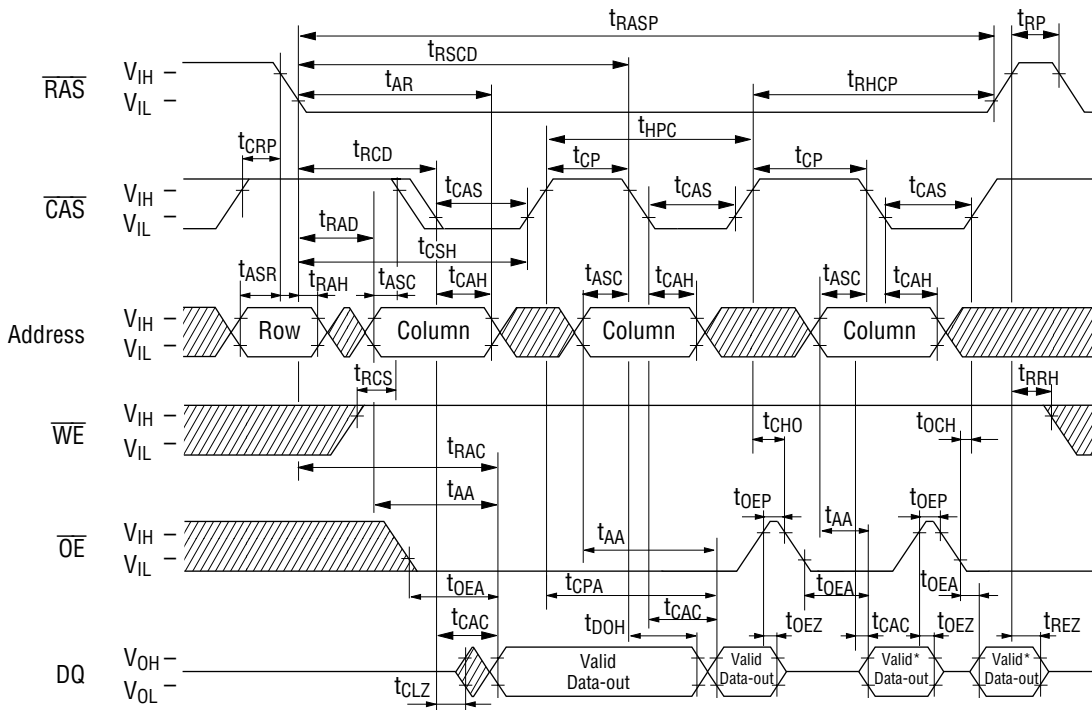 tRASP
tRP
tRSCD
tAR
tRHCP
RAS
VIH
VIL
tHPC
tCRP
tRCD
tCP
tCP
CAS
VIH
VIL
tCAS
tCAS
tCAS
tRAD
tCSH
tASR
tRAH
tASC
tCAH
tASC
tCAH
tASC
tCAH
Address
VIH
VIL
Row
Column
Column
Column
tRCS
tRRH
WE
VIH
VIL
tCHO
tOCH
tRAC
tAA
tOEP
tOEP
OE
VIH
VIL
tAA
tAA
tOEA
tCPA
tOEA
tOEA
tCAC
tDOH
tCAC
tOEZ
tCAC
tOEZ
tREZ
DQ
VOH
VOL
Valid
Data-out
Valid
Data-out
Valid*
Data-out
Valid*
Data-out
tCLZ